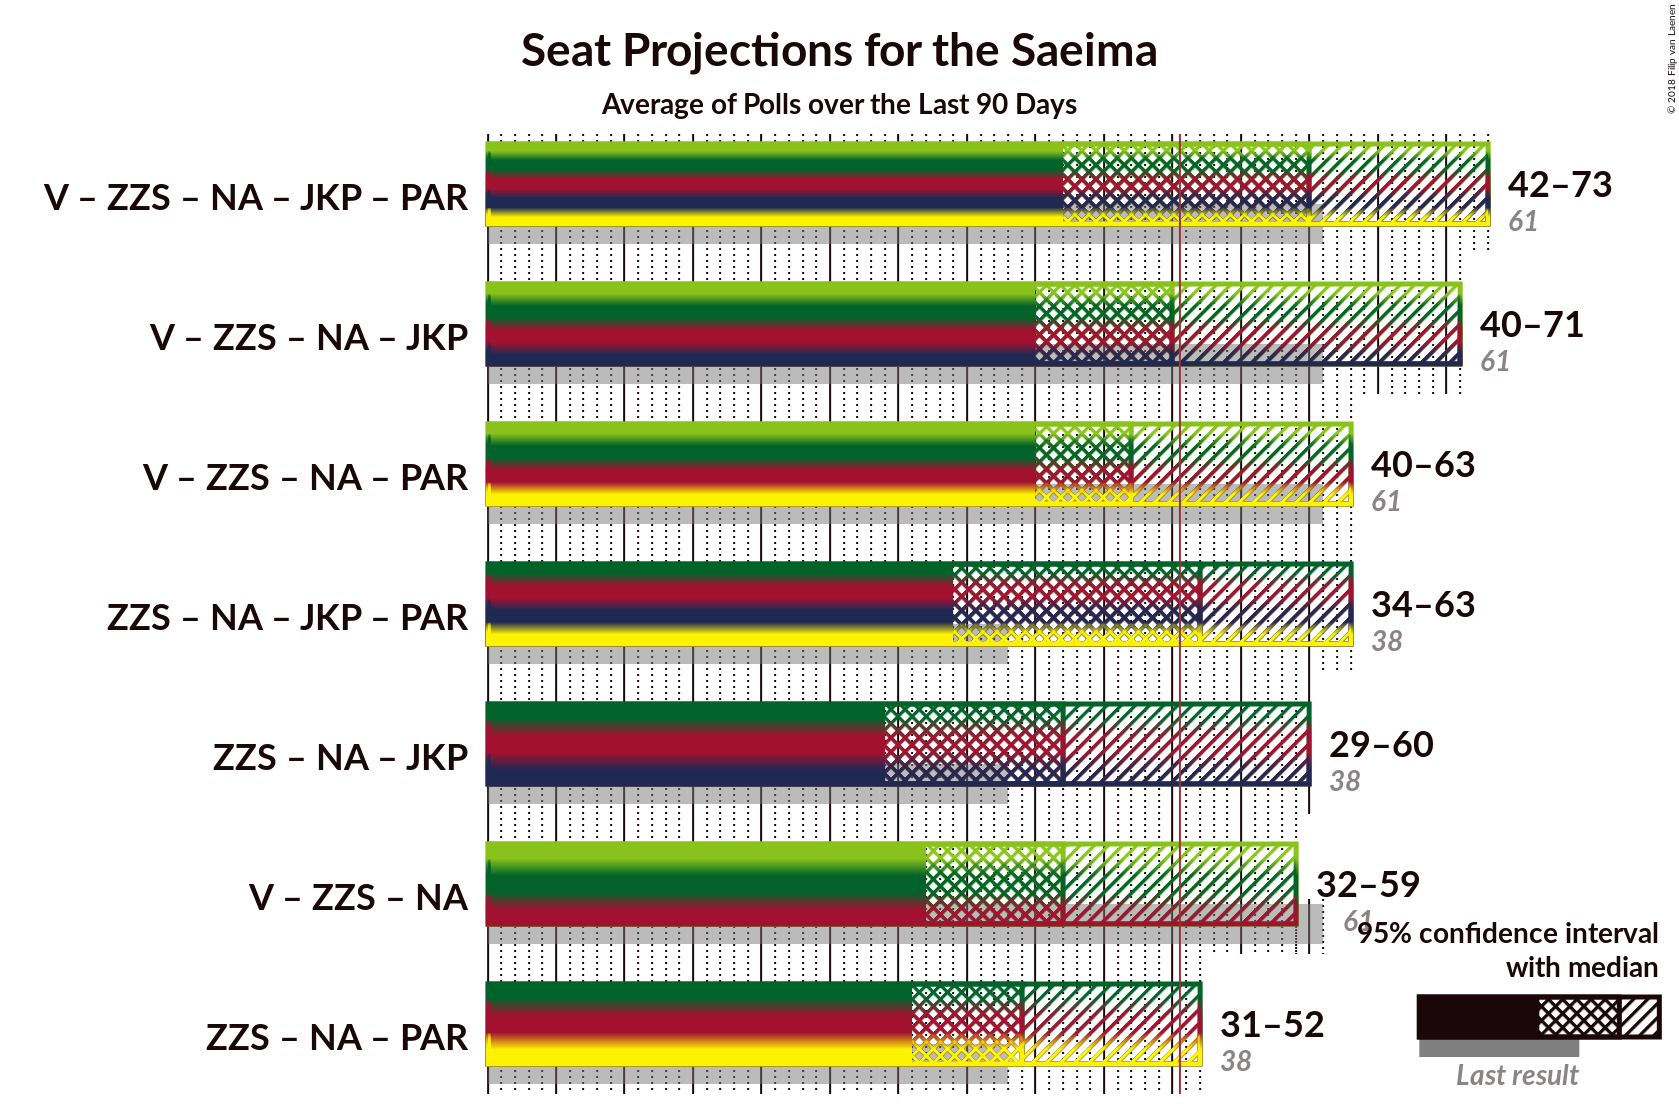 Seat Projections for the Saeima
Average of Polls over the Last 90 Days
© 2018 Filip van Laenen
V – ZZS – NA – JKP – PAR
42–73
61
V – ZZS – NA – JKP
40–71
61
V – ZZS – NA – PAR
40–63
61
ZZS – NA – JKP – PAR
34–63
38
ZZS – NA – JKP
29–60
38
V – ZZS – NA
32–59
61
ZZS – NA – PAR
31–52
38
95% confidence interval
with median
Last result